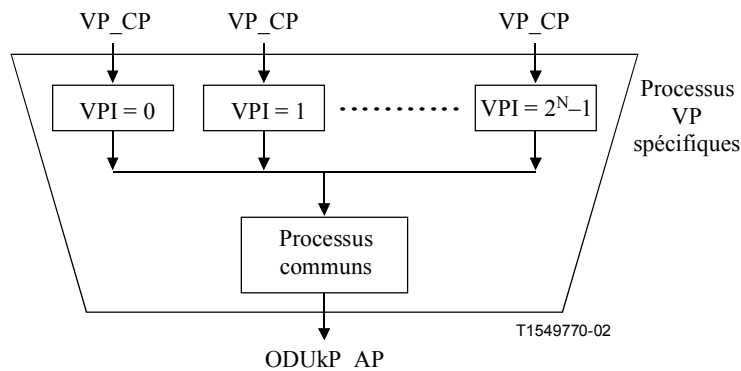 VP_CP VP_CP VP_CP
VPI = 0 VPI = 1 VPI = 2^N–1
Processus
VP
spécifiques
Processus
communs
T1549770-02
ODUkP_AP